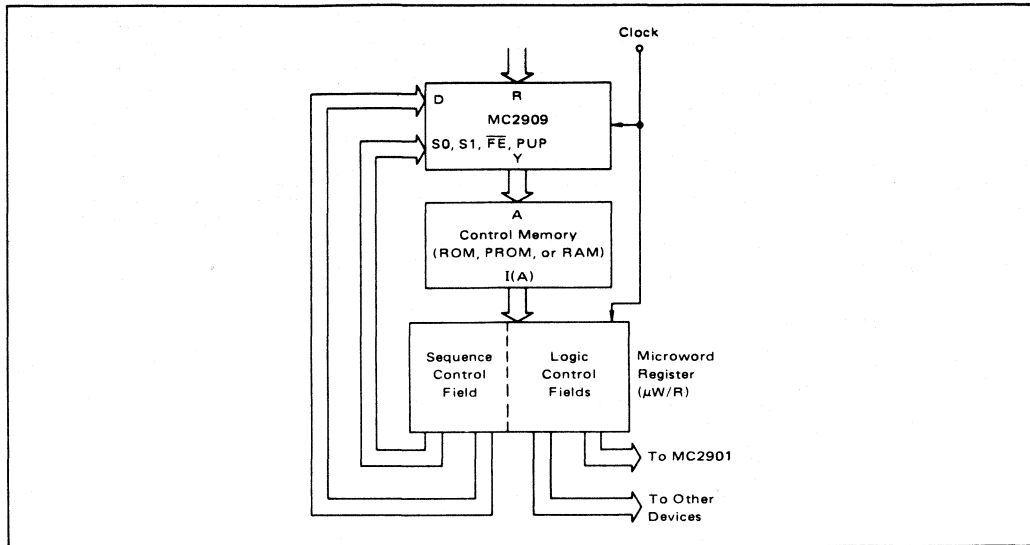 Clock
D
R
MC2909
S0, S1, F̅E̅, PUP
Y
A
Control Memory
(ROM, PROM, or RAM)
I(A)
Sequence
Control
Field
Logic
Control
Fields
Microword
Register
(μW/R)
To MC2901
To Other
Devices